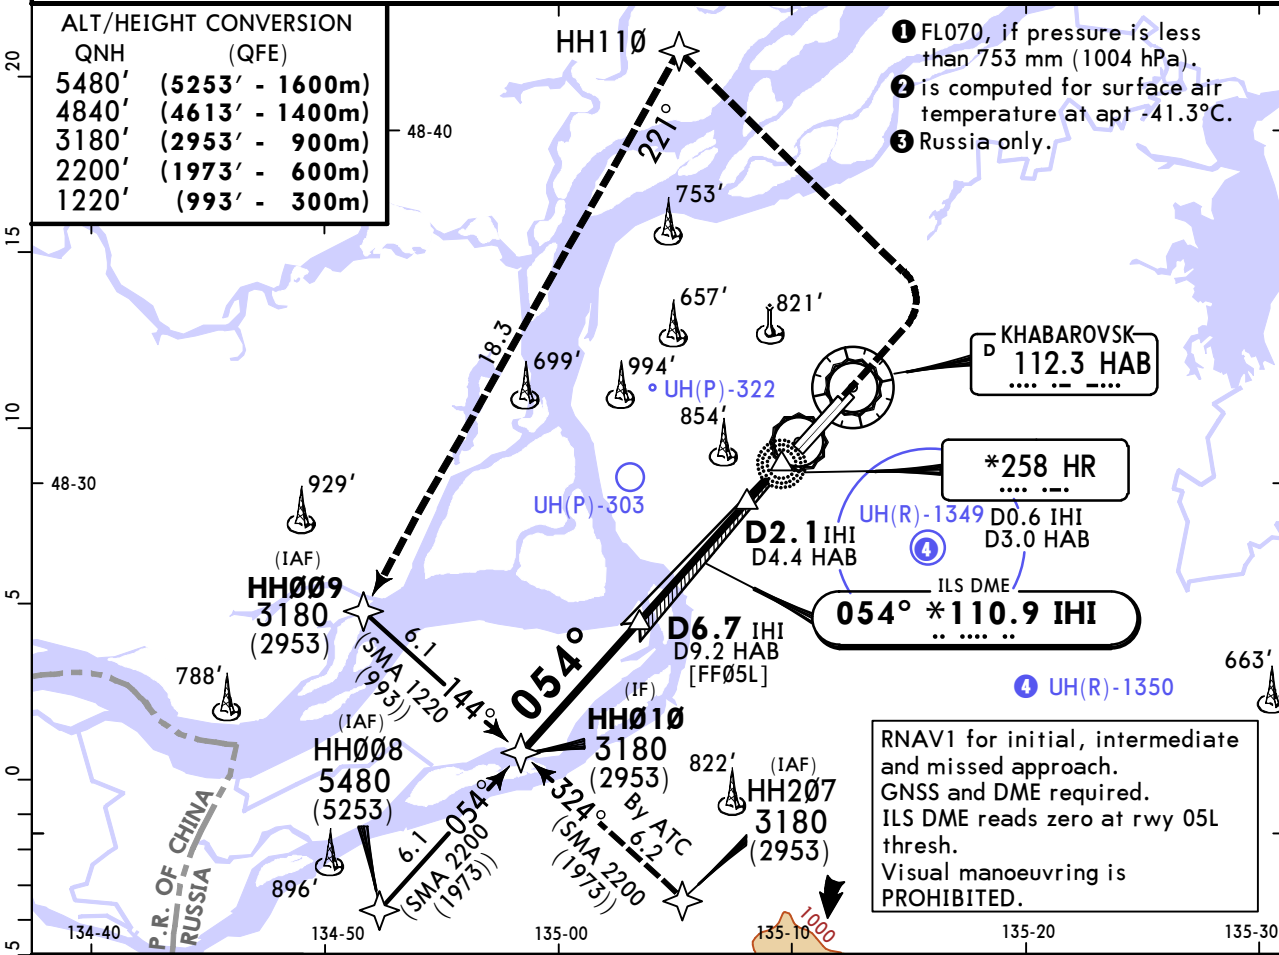 ALT/HEIGHT CONVERSION
QNH (QFE)
5480' (5253' - 1600m)
4840' (4613' - 1400m)
3180' (2953' - 900m)
2200' (1973' - 600m)
1220' (993' - 300m)
❶ FL070, if pressure is less
than 753 mm (1004 hPa).
❷ is computed for surface air
temperature at apt -41.3°C.
❸ Russia only.
HH11Ø
221°
18.3
20
15
10
5
0
5
48-40
48-30
753'
657'
821'
699'
994'
854'
929'
788'
896'
822'
663'
UH(P)-322
UH(P)-303
KHABAROVSK
D 112.3 HAB
*258 HR
UH(R)-1349
❹
D0.6 IHI
D3.0 HAB
D2.1 IHI
D4.4 HAB
ILS DME
054° *110.9 IHI
D6.7 IHI
D9.2 HAB
[FFØ5L]
❹ UH(R)-1350
(IAF)
HHØØ9
3180
(2953)
6.1
144°
(SMA 1220
(993))
054°
(IF)
HHØ1Ø
3180
(2953)
(IAF)
HHØØ8
5480
(5253)
6.1
054°
(SMA 2200
(1973))
324°
By ATC
6.2
(SMA 2200
(1973))
(IAF)
HH2Ø7
3180
(2953)
RNAV1 for initial, intermediate
and missed approach.
GNSS and DME required.
ILS DME reads zero at rwy 05L
thresh.
Visual manoeuvring is
PROHIBITED.
P.R. OF CHINA
RUSSIA
1000
134-40
134-50
135-00
135-10
135-20
135-30